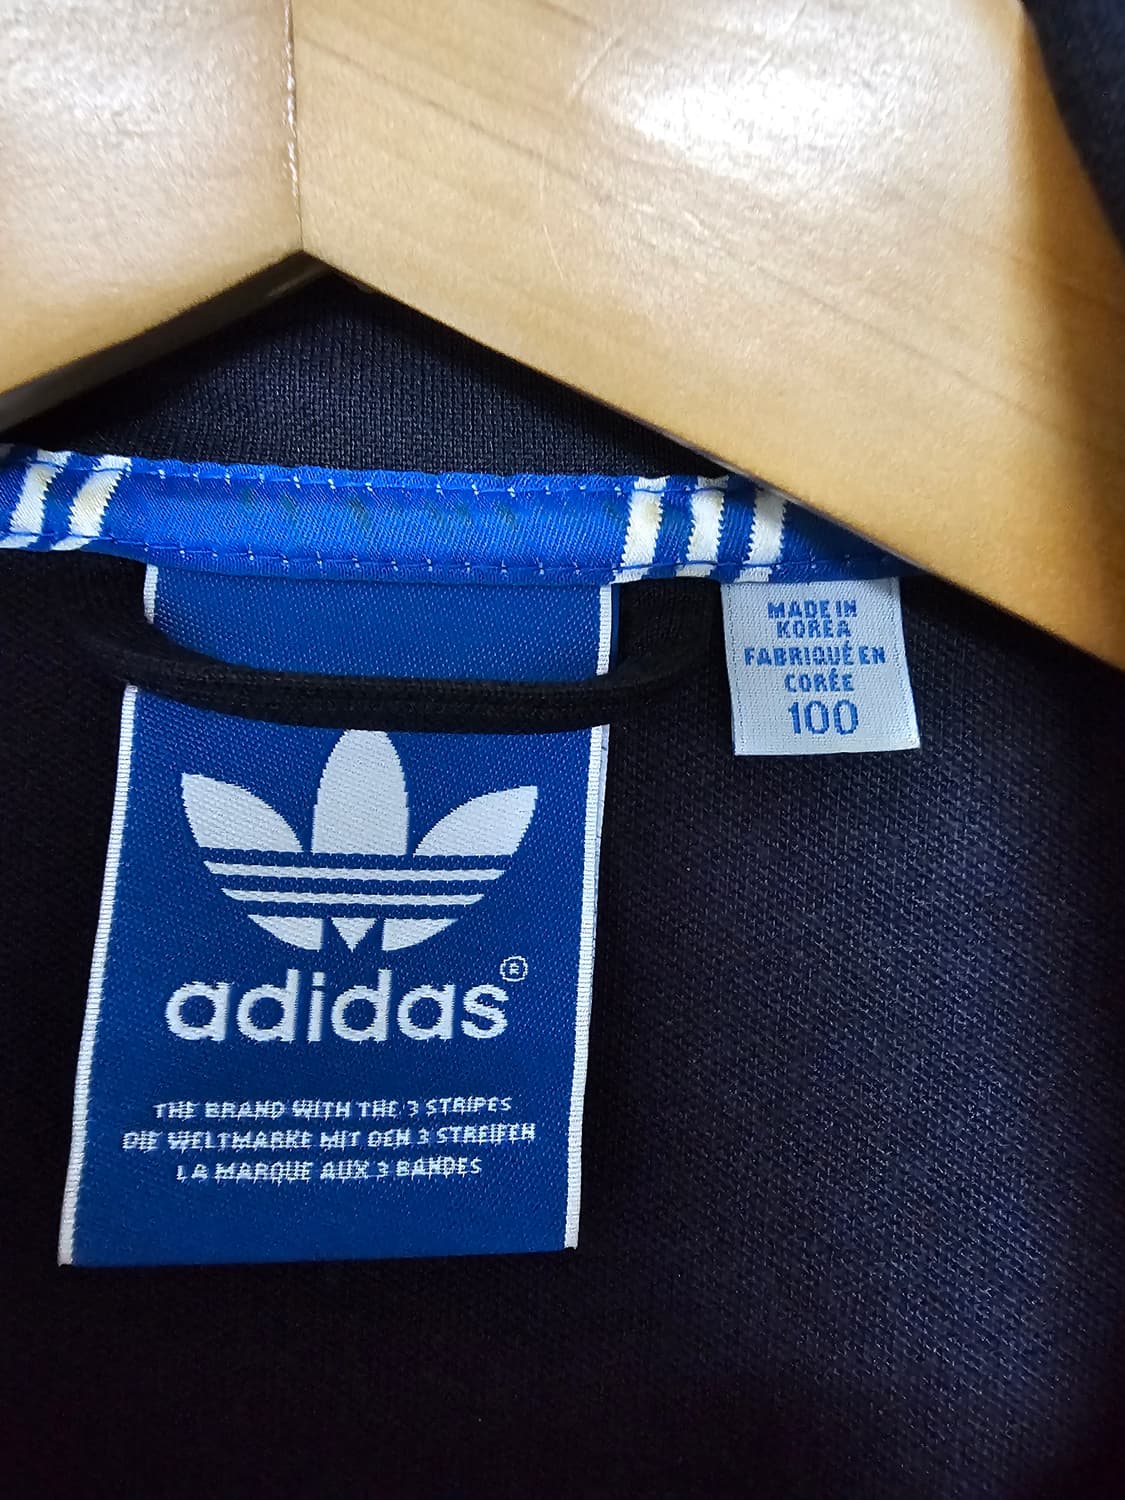 MADE IN
KOREA
FABRIQUÉ EN
CORÉE
100
adidas®
THE BRAND WITH THE 3 STRIPES
DIE WELTMARKE MIT DEN 3 STREIFEN
LA MARQUE AUX 3 BANDES